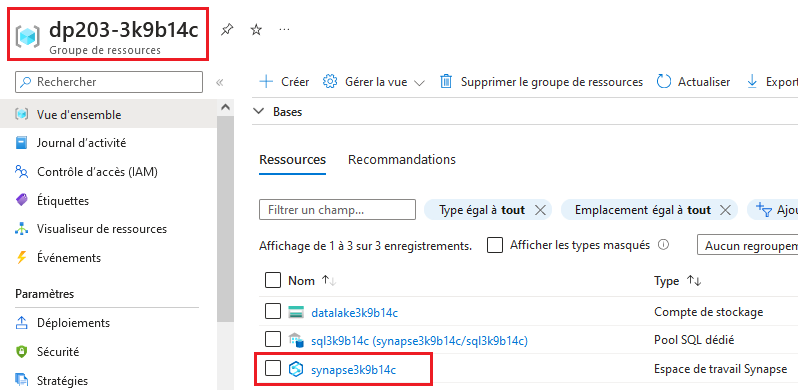 dp203-3k9b14c
Groupe de ressources
Rechercher
Créer Gérer la vue Supprimer le groupe de ressources Actualiser Export
Vue d'ensemble
Bases
Journal d'activité
Contrôle d'accès (IAM)
Ressources Recommandations
Étiquettes
Filtrer un champ... Type égal à tout Emplacement égal à tout Ajou
Visualiseur de ressources
Événements
Affichage de 1 à 3 sur 3 enregistrements. Afficher les types masqués Aucun regroupem
Nom Type
Paramètres
datalake3k9b14c Compte de stockage
Déploiements
sql3k9b14c (synapse3k9b14c/sql3k9b14c) Pool SQL dédié
Sécurité
synapse3k9b14c Espace de travail Synapse
Stratégies